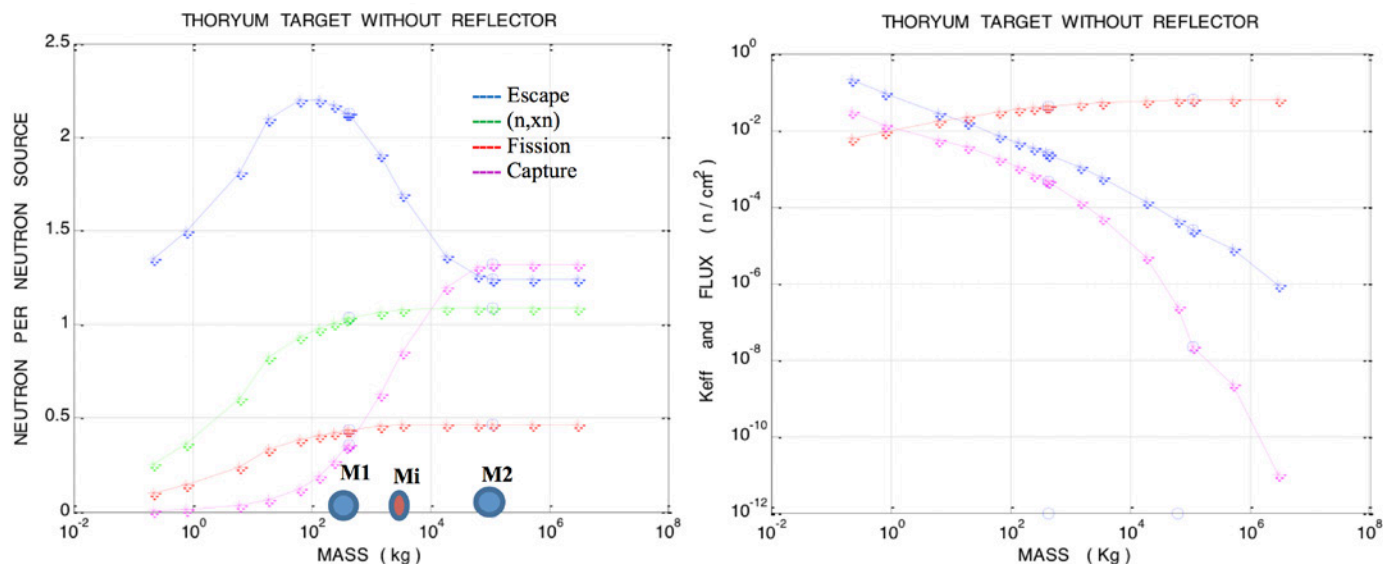 THORYUM TARGET WITHOUT REFLECTOR
2.5
2
1.5
1
0.5
0
NEUTRON PER NEUTRON SOURCE
Escape
(n,xn)
Fission
Capture
M1
Mi
M2
10^-2
10^0
10^2
10^4
10^6
10^8
MASS ( kg )
THORYUM TARGET WITHOUT REFLECTOR
10^0
10^-2
10^-4
10^-6
10^-8
10^-10
10^-12
Keff and FLUX ( n / cm^2 )
10^-2
10^0
10^2
10^4
10^6
10^8
MASS ( Kg )